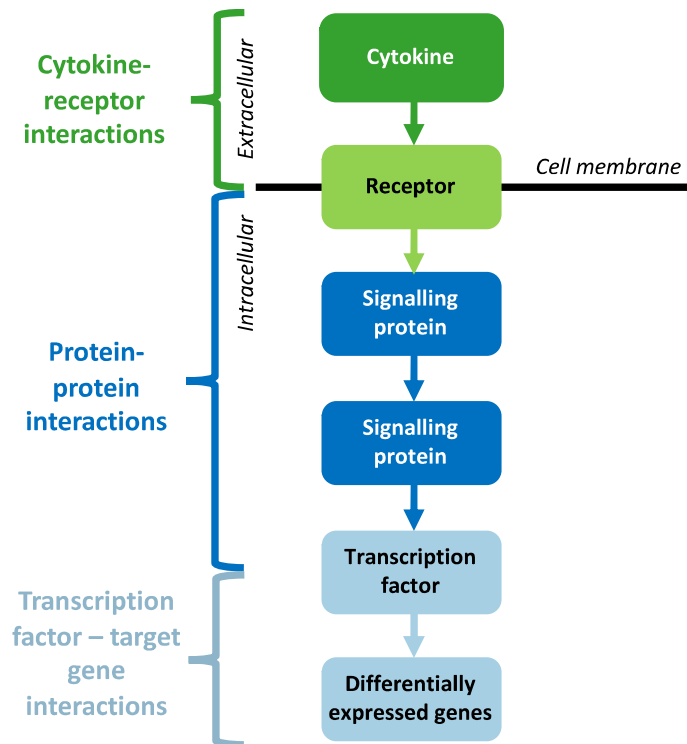 Cytokine-
receptor
interactions
Extracellular
Cytokine
Receptor
Cell membrane
Intracellular
Signalling
protein
Protein-
protein
interactions
Signalling
protein
Transcription
factor
Transcription
factor – target
gene
interactions
Differentially
expressed genes